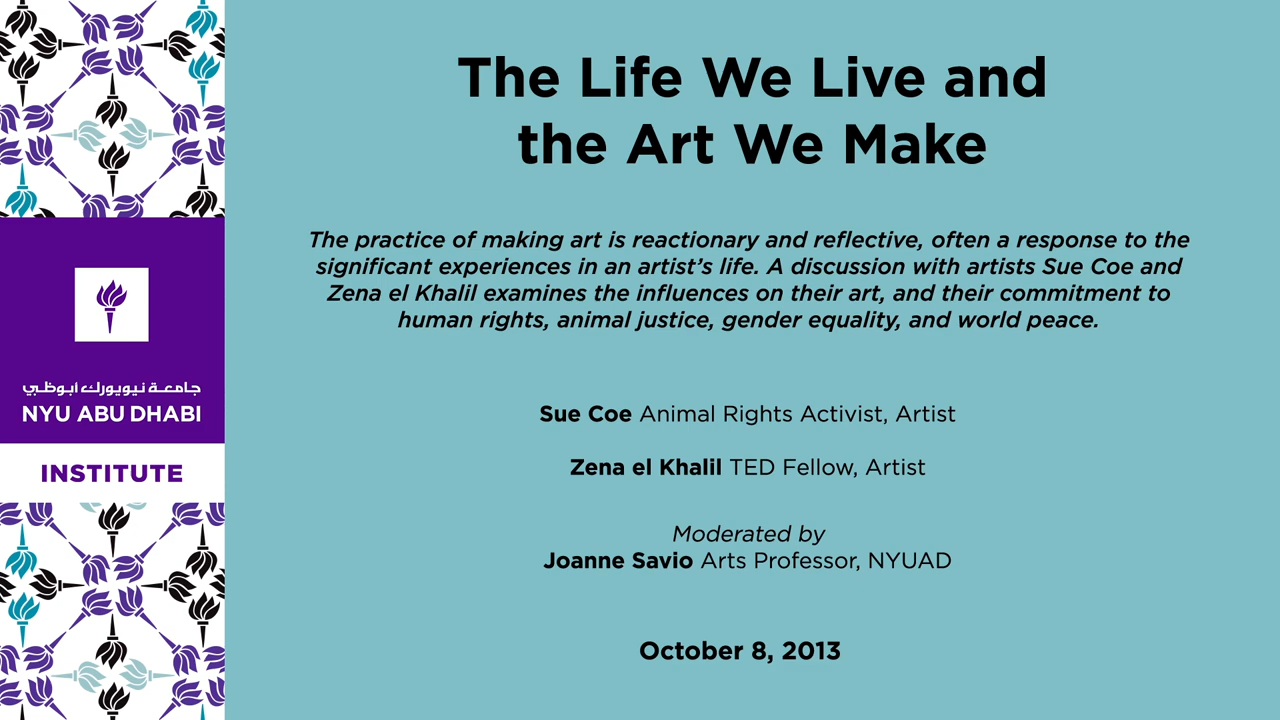 The Life We Live and
the Art We Make
The practice of making art is reactionary and reflective, often a response to the
significant experiences in an artist's life. A discussion with artists Sue Coe and
Zena el Khalil examines the influences on their art, and their commitment to
human rights, animal justice, gender equality, and world peace.
Sue Coe Animal Rights Activist, Artist
Zena el Khalil TED Fellow, Artist
Moderated by
Joanne Savio Arts Professor, NYUAD
October 8, 2013
جامعة نيويورك أبوظبي
NYU ABU DHABI
INSTITUTE